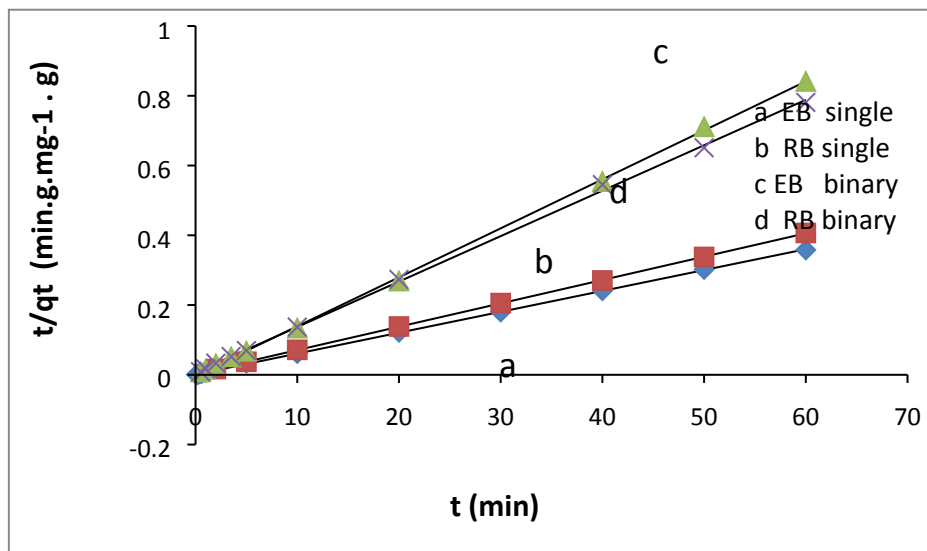 t/qt (min.g.mg-1 . g)
1
0.8
0.6
0.4
0.2
0
-0.2
0 10 20 30 40 50 60 70
t (min)
c
d
b
a
a EB single
b RB single
c EB binary
d RB binary